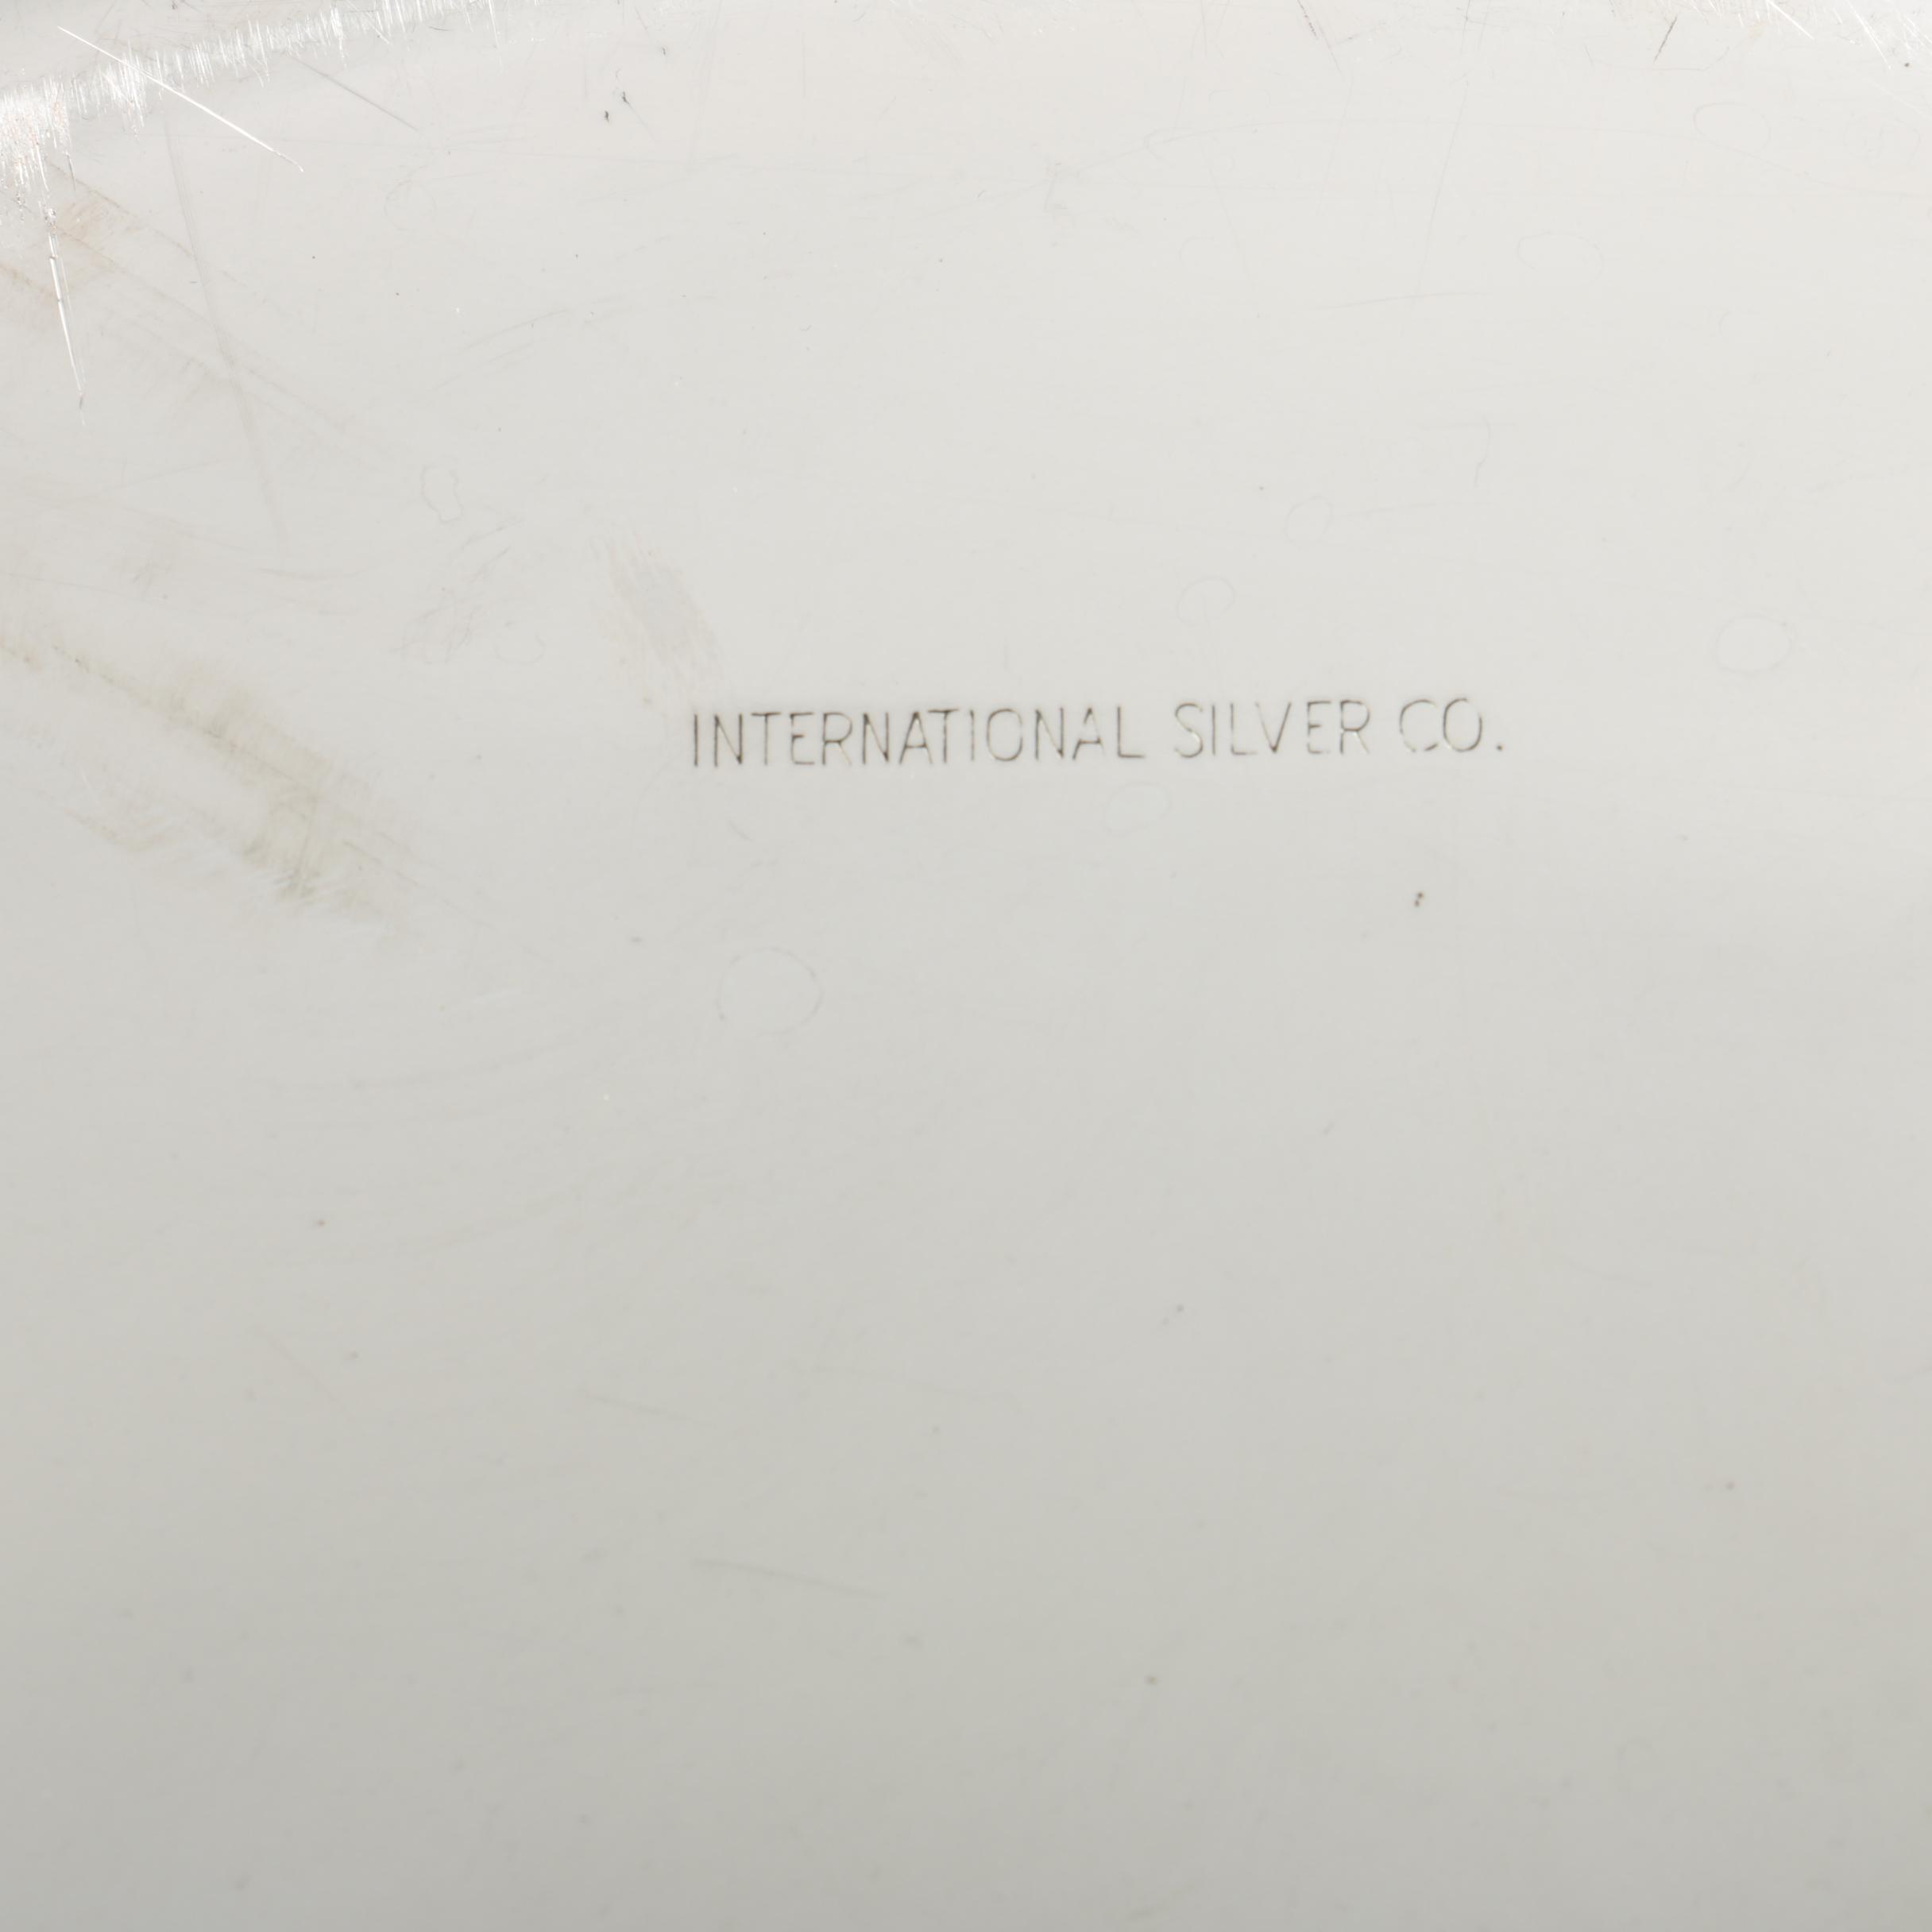 INTERNATIONAL SILVER CO.